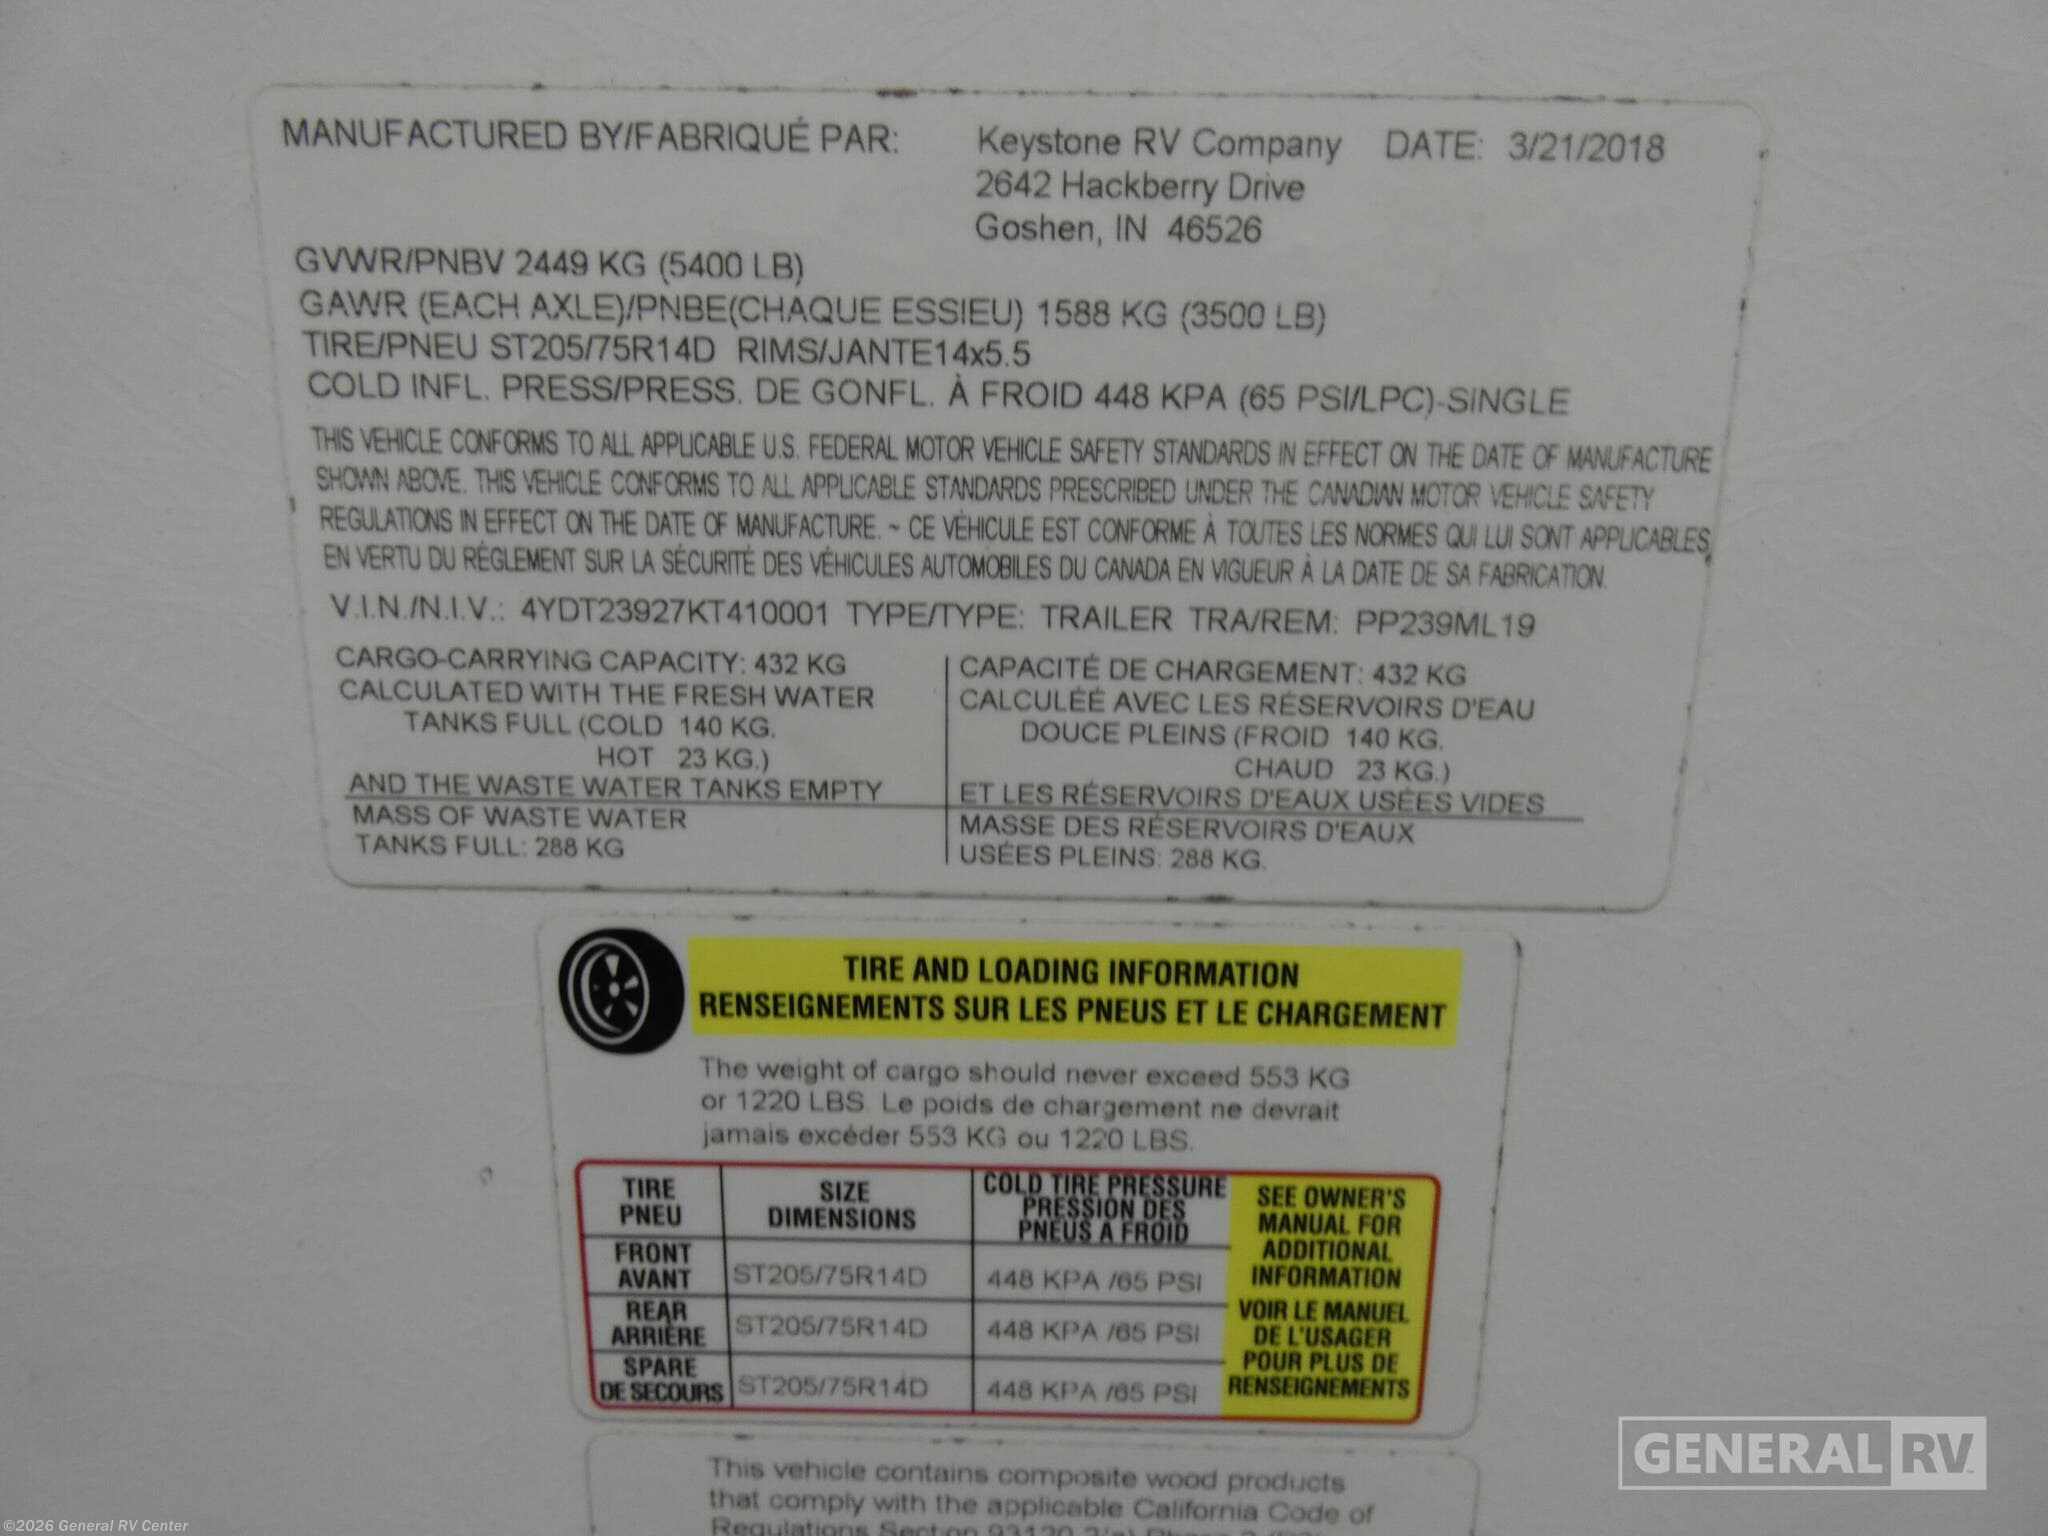 MANUFACTURED BY/FABRIQUÉ PAR: Keystone RV Company DATE: 3/21/2018
2642 Hackberry Drive
Goshen, IN 46526
GVWR/PNBV 2449 KG (5400 LB)
GAWR (EACH AXLE)/PNBE(CHAQUE ESSIEU) 1588 KG (3500 LB)
TIRE/PNEU ST205/75R14D RIMS/JANTE14x5.5
COLD INFL. PRESS/PRESS. DE GONFL. À FROID 448 KPA (65 PSI/LPC)-SINGLE
THIS VEHICLE CONFORMS TO ALL APPLICABLE U.S. FEDERAL MOTOR VEHICLE SAFETY STANDARDS IN EFFECT ON THE DATE OF MANUFACTURE
SHOWN ABOVE. THIS VEHICLE CONFORMS TO ALL APPLICABLE STANDARDS PRESCRIBED UNDER THE CANADIAN MOTOR VEHICLE SAFETY
REGULATIONS IN EFFECT ON THE DATE OF MANUFACTURE. ~ CE VÉHICULE EST CONFORME À TOUTES LES NORMES QUI LUI SONT APPLICABLES
EN VERTU DU RÈGLEMENT SUR LA SÉCURITÉ DES VÉHICULES AUTOMOBILES DU CANADA EN VIGUEUR À LA DATE DE SA FABRICATION.
V.I.N./N.I.V.: 4YDT23927KT410001 TYPE/TYPE: TRAILER TRA/REM: PP239ML19
CARGO-CARRYING CAPACITY: 432 KG
CALCULATED WITH THE FRESH WATER
TANKS FULL (COLD 140 KG.
HOT 23 KG.)
AND THE WASTE WATER TANKS EMPTY
MASS OF WASTE WATER
TANKS FULL: 288 KG
CAPACITÉ DE CHARGEMENT: 432 KG
CALCULÉÉ AVEC LES RÉSERVOIRS D'EAU
DOUCE PLEINS (FROID 140 KG.
CHAUD 23 KG.)
ET LES RÉSERVOIRS D'EAUX USÉES VIDES
MASSE DES RÉSERVOIRS D'EAUX
USÉES PLEINS: 288 KG.
TIRE AND LOADING INFORMATION
RENSEIGNEMENTS SUR LES PNEUS ET LE CHARGEMENT
The weight of cargo should never exceed 553 KG
or 1220 LBS. Le poids de chargement ne devrait
jamais excéder 553 KG ou 1220 LBS.
TIRE
PNEU
SIZE
DIMENSIONS
COLD TIRE PRESSURE
PRESSION DES
PNEUS A FROID
FRONT
AVANT
ST205/75R14D
448 KPA /65 PSI
REAR
ARRIÈRE
ST205/75R14D
448 KPA /65 PSI
SPARE
DE SECOURS
ST205/75R14D
448 KPA /65 PSI
SEE OWNER'S
MANUAL FOR
ADDITIONAL
INFORMATION
VOIR LE MANUEL
DE L'USAGER
POUR PLUS DE
RENSEIGNEMENTS
This vehicle contains composite wood products
that comply with the applicable California Code of
Regulations Section
GENERAL RV
©2026 General RV Center